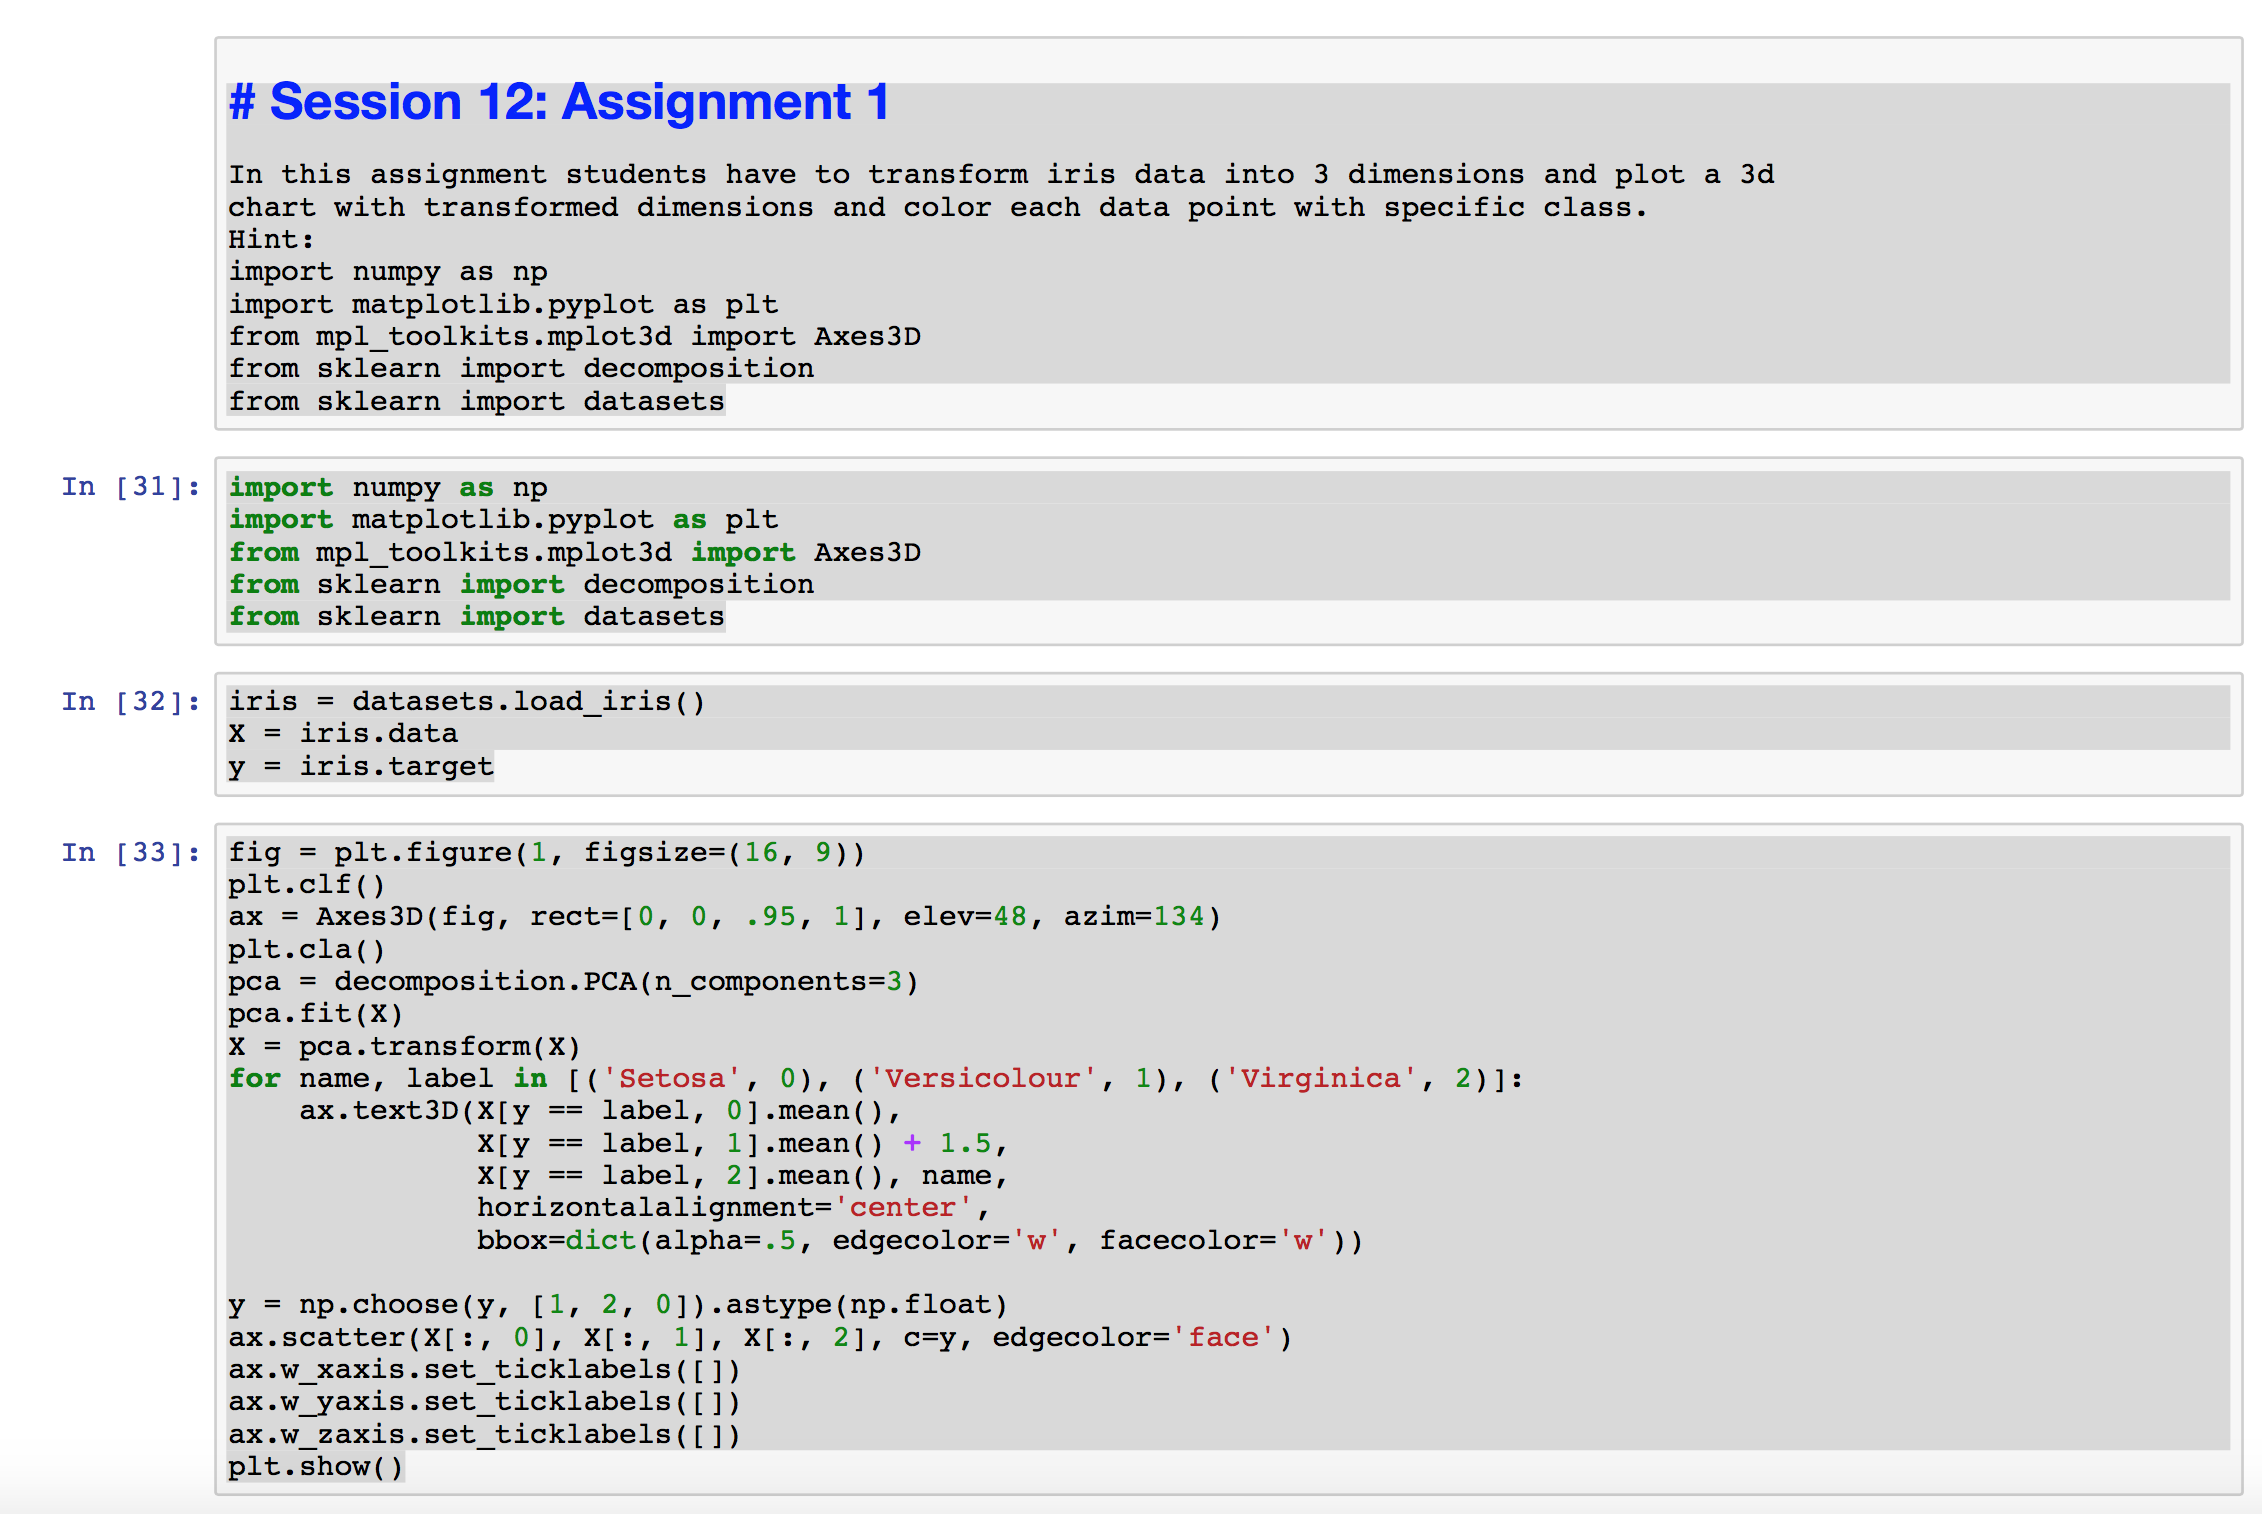 # Session 12: Assignment 1
In this assignment students have to transform iris data into 3 dimensions and plot a 3d
chart with transformed dimensions and color each data point with specific class.
Hint:
import numpy as np
import matplotlib.pyplot as plt
from mpl_toolkits.mplot3d import Axes3D
from sklearn import decomposition
from sklearn import datasets
In [31]:
import numpy as np
import matplotlib.pyplot as plt
from mpl_toolkits.mplot3d import Axes3D
from sklearn import decomposition
from sklearn import datasets
In [32]:
iris = datasets.load_iris()
X = iris.data
y = iris.target
In [33]:
fig = plt.figure(1, figsize=(16, 9))
plt.clf()
ax = Axes3D(fig, rect=[0, 0, .95, 1], elev=48, azim=134)
plt.cla()
pca = decomposition.PCA(n_components=3)
pca.fit(X)
X = pca.transform(X)
for name, label in [('Setosa', 0), ('Versicolour', 1), ('Virginica', 2)]:
    ax.text3D(X[y == label, 0].mean(),
              X[y == label, 1].mean() + 1.5,
              X[y == label, 2].mean(), name,
              horizontalalignment='center',
              bbox=dict(alpha=.5, edgecolor='w', facecolor='w'))
y = np.choose(y, [1, 2, 0]).astype(np.float)
ax.scatter(X[:, 0], X[:, 1], X[:, 2], c=y, edgecolor='face')
ax.w_xaxis.set_ticklabels([])
ax.w_yaxis.set_ticklabels([])
ax.w_zaxis.set_ticklabels([])
plt.show()